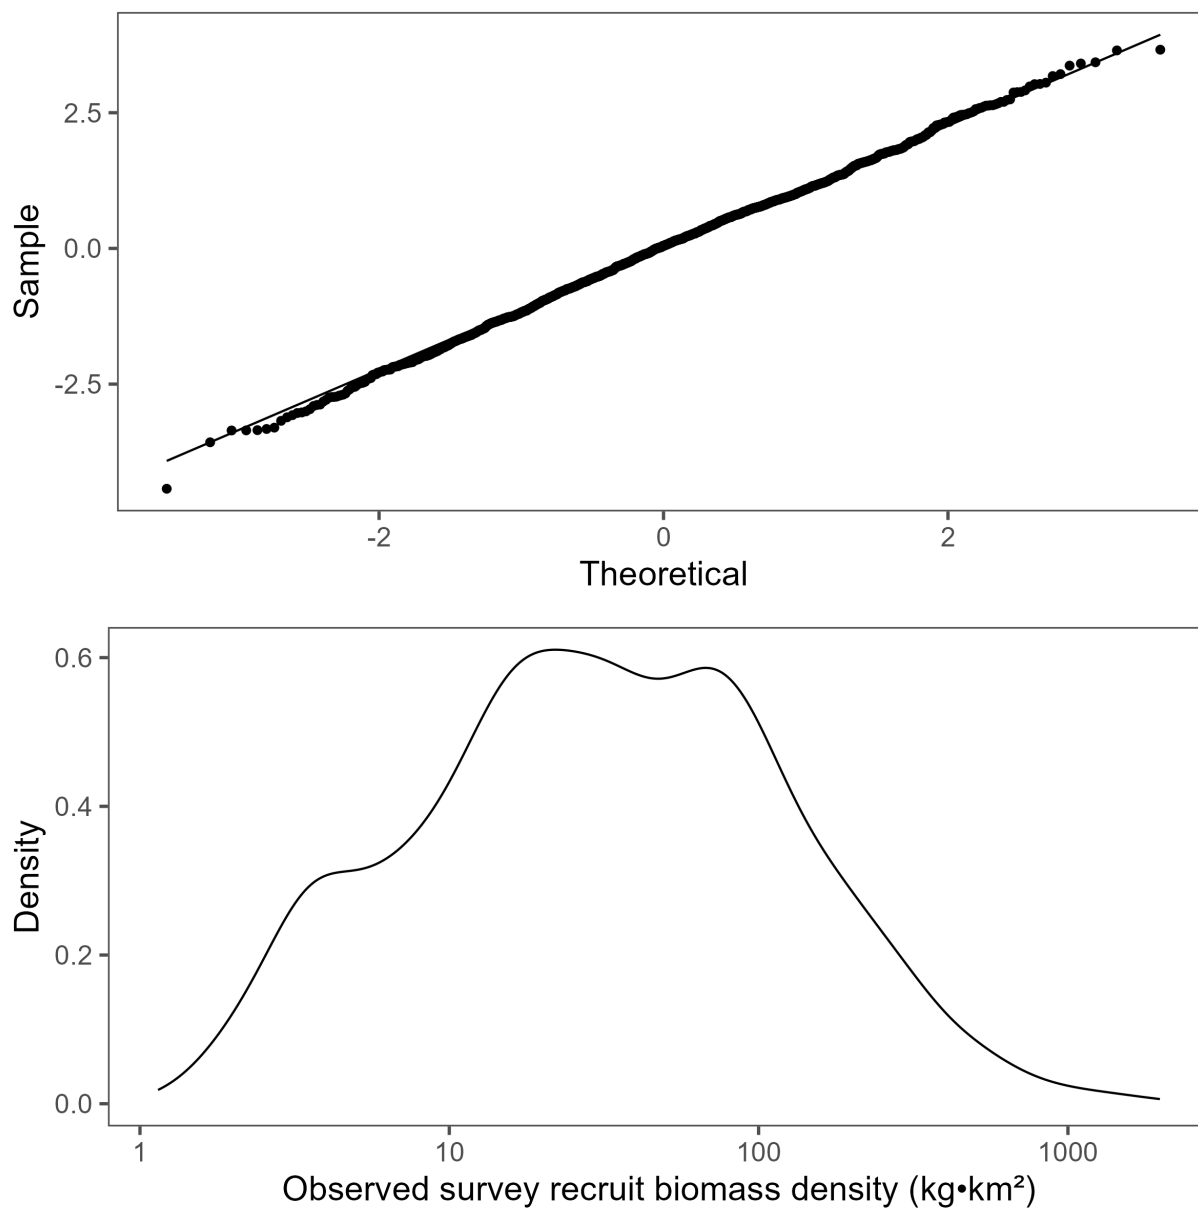 2.5
0.0
-2.5
Sample
-2 0 2
Theoretical
0.6
0.4
0.2
0.0
Density
1 10 100 1000
Observed survey recruit biomass density (kg•km²)